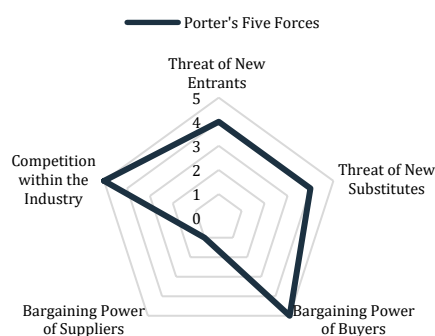 Porter's Five Forces
Threat of New
Entrants
5
4
3
2
1
0
Threat of New
Substitutes
Bargaining Power
of Buyers
Bargaining Power
of Suppliers
Competition
within the
Industry